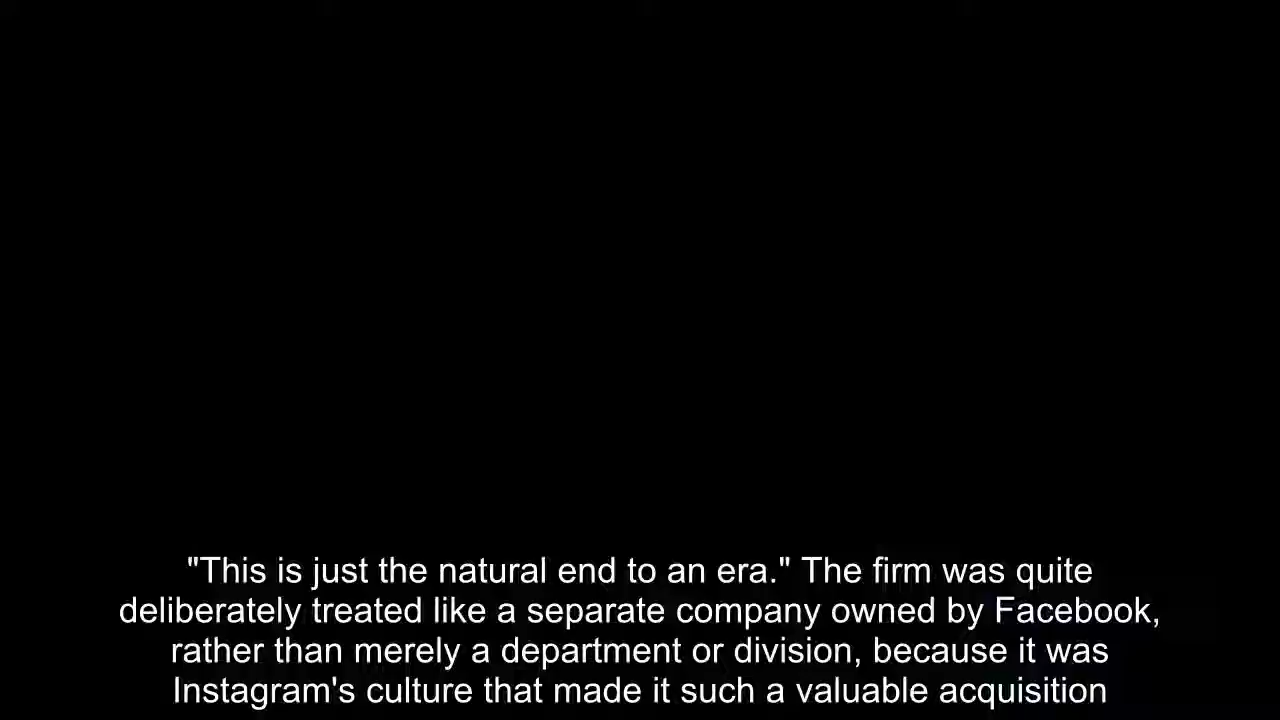 "This is just the natural end to an era." The firm was quite
deliberately treated like a separate company owned by Facebook,
rather than merely a department or division, because it was
Instagram's culture that made it such a valuable acquisition